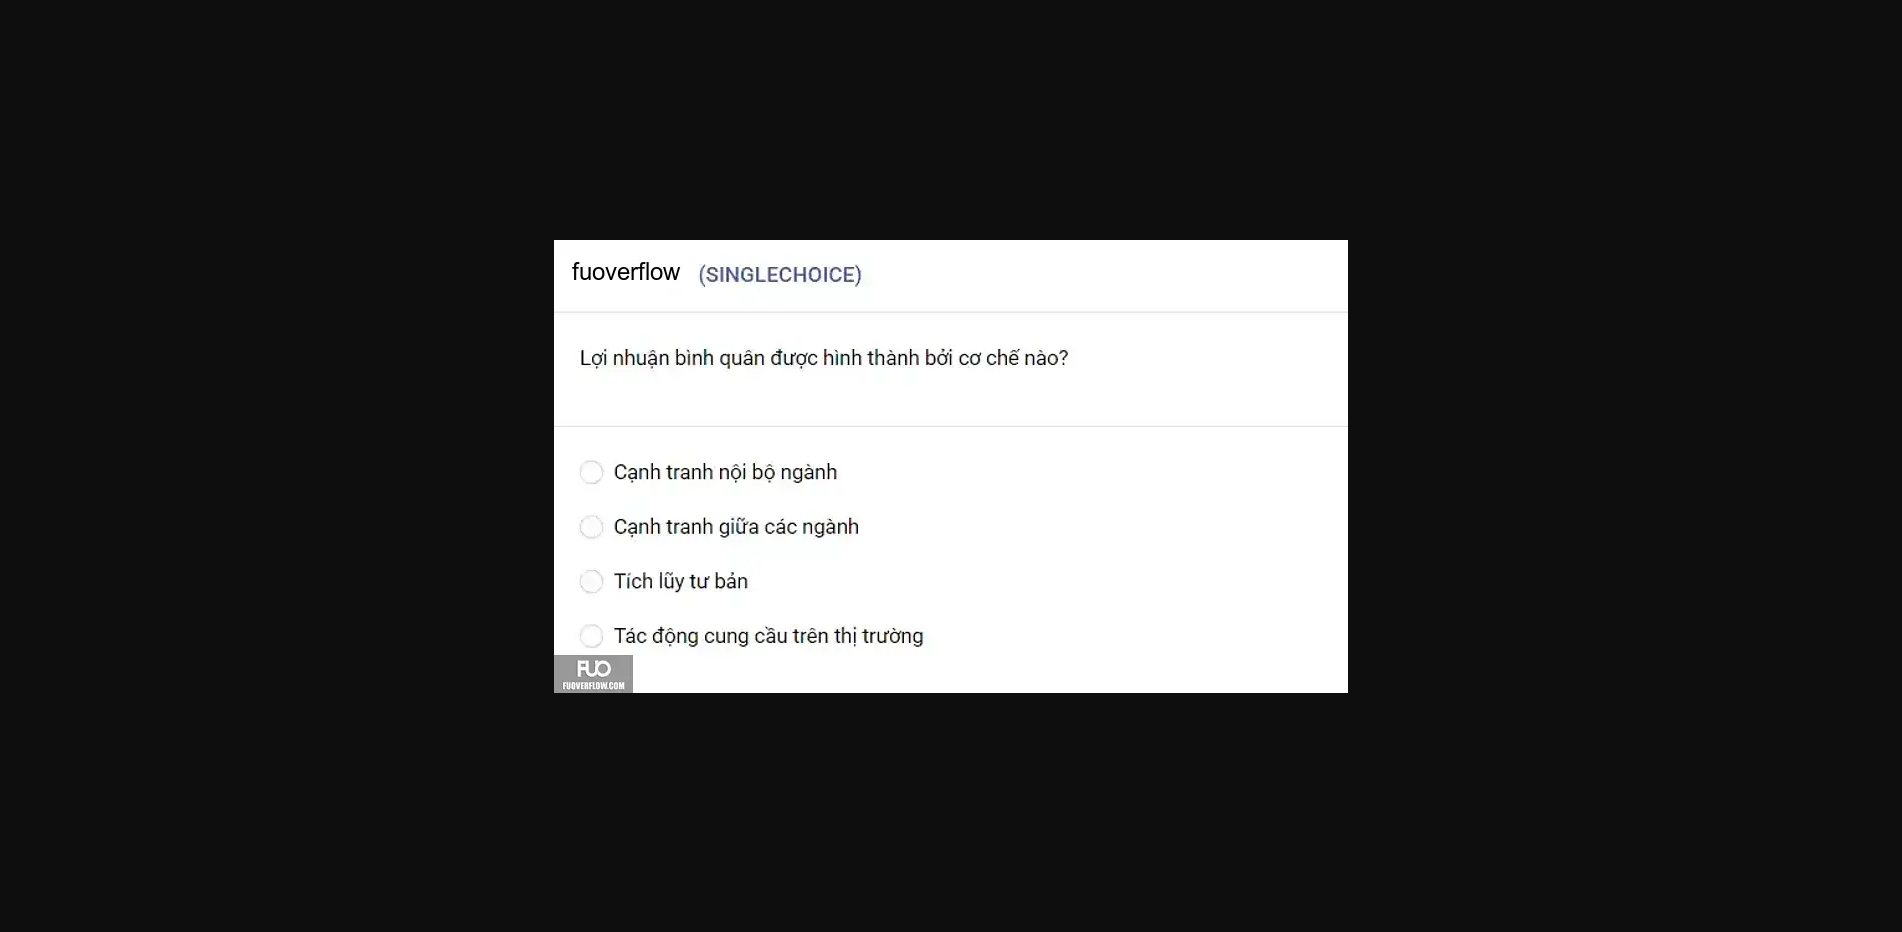 fuoverflow (SINGLECHOICE)
Lợi nhuận bình quân được hình thành bởi cơ chế nào?
Cạnh tranh nội bộ ngành
Cạnh tranh giữa các ngành
Tích lũy tư bản
Tác động cung cầu trên thị trường
FUO
FUOVERFLOW.COM